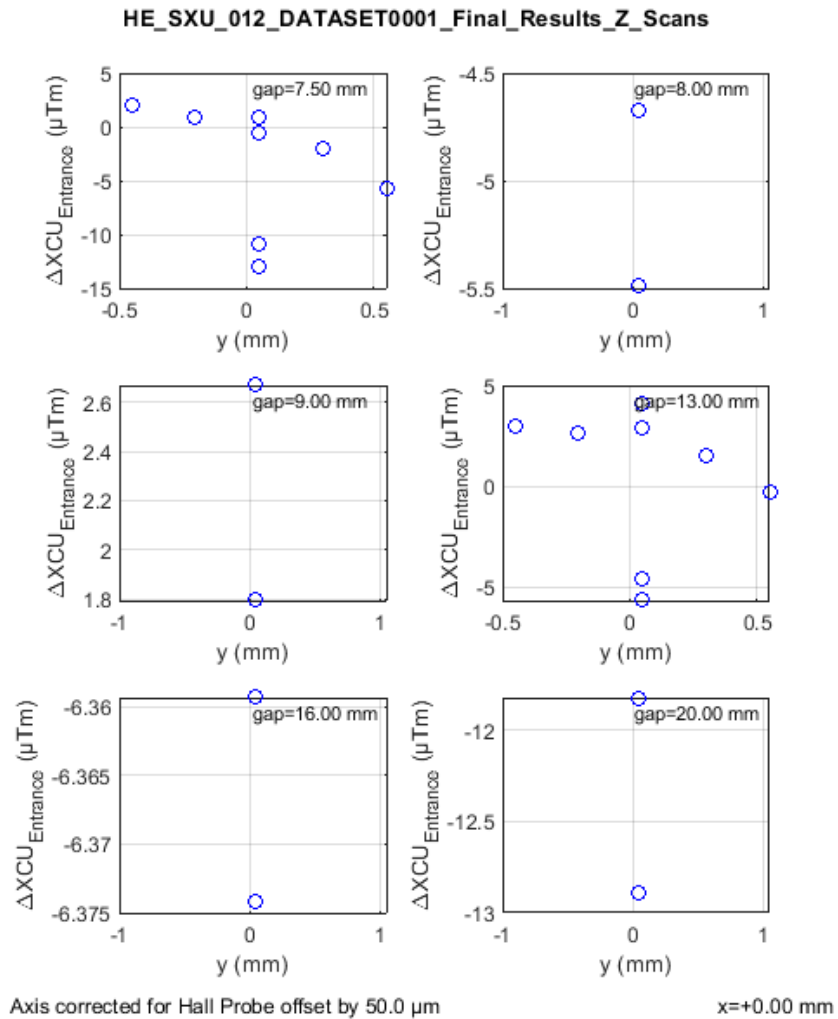 HE_SXU_012_DATASET0001_Final_Results_Z_Scans
gap=7.50 mm
5
0
-5
-10
-15
-0.5 0 0.5
y (mm)
ΔXCU_Entrance (µTm)
gap=8.00 mm
-4.5
-5
-5.5
-1 0 1
y (mm)
ΔXCU_Entrance (µTm)
gap=9.00 mm
2.6
2.4
2.2
2
1.8
-1 0 1
y (mm)
ΔXCU_Entrance (µTm)
gap=13.00 mm
5
0
-5
-0.5 0 0.5
y (mm)
ΔXCU_Entrance (µTm)
gap=16.00 mm
-6.36
-6.365
-6.37
-6.375
-1 0 1
y (mm)
ΔXCU_Entrance (µTm)
gap=20.00 mm
-12
-12.5
-13
-1 0 1
y (mm)
ΔXCU_Entrance (µTm)
Axis corrected for Hall Probe offset by 50.0 µm
x=+0.00 mm